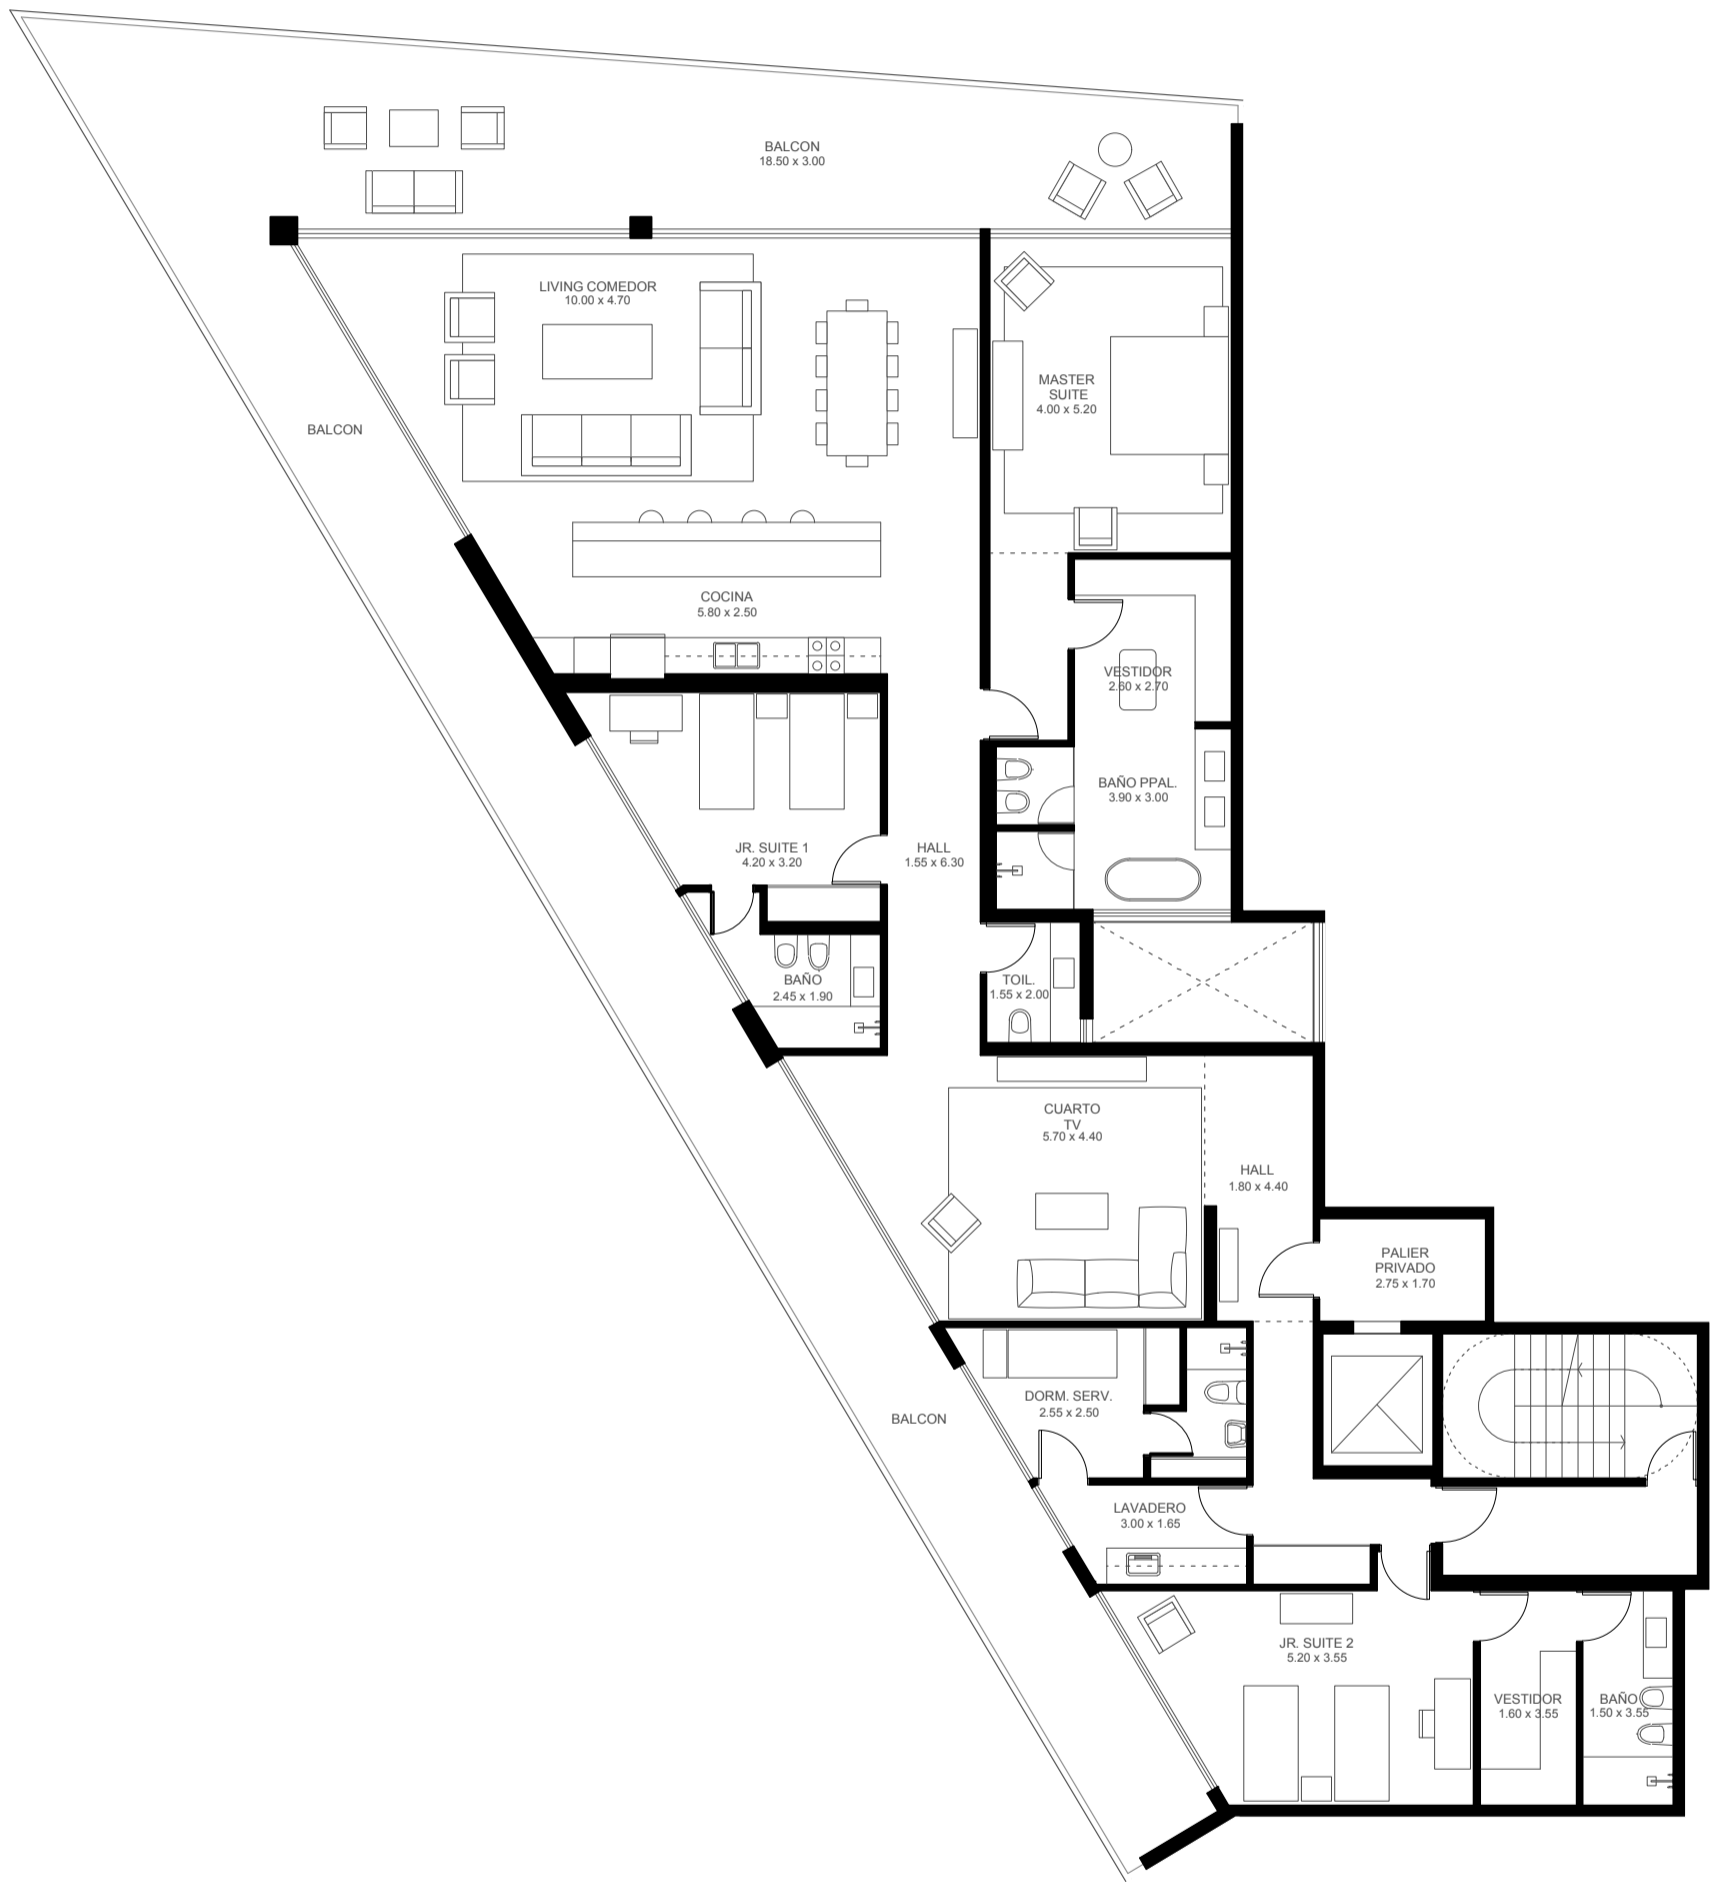 BALCON
18.50 x 3.00
LIVING COMEDOR
10.00 x 4.70
MASTER
SUITE
4.00 x 5.20
BALCON
COCINA
5.80 x 2.50
VESTIDOR
2.60 x 2.70
BAÑO PPAL.
3.90 x 3.00
JR. SUITE 1
4.20 x 3.20
HALL
1.55 x 6.30
BAÑO
2.45 x 1.90
TOIL.
1.55 x 2.00
CUARTO
TV
5.70 x 4.40
HALL
1.80 x 4.40
PALIER
PRIVADO
2.75 x 1.70
DORM. SERV.
2.55 x 2.50
BALCON
LAVADERO
3.00 x 1.65
JR. SUITE 2
5.20 x 3.55
VESTIDOR
1.60 x 3.55
BAÑO
1.50 x 3.55